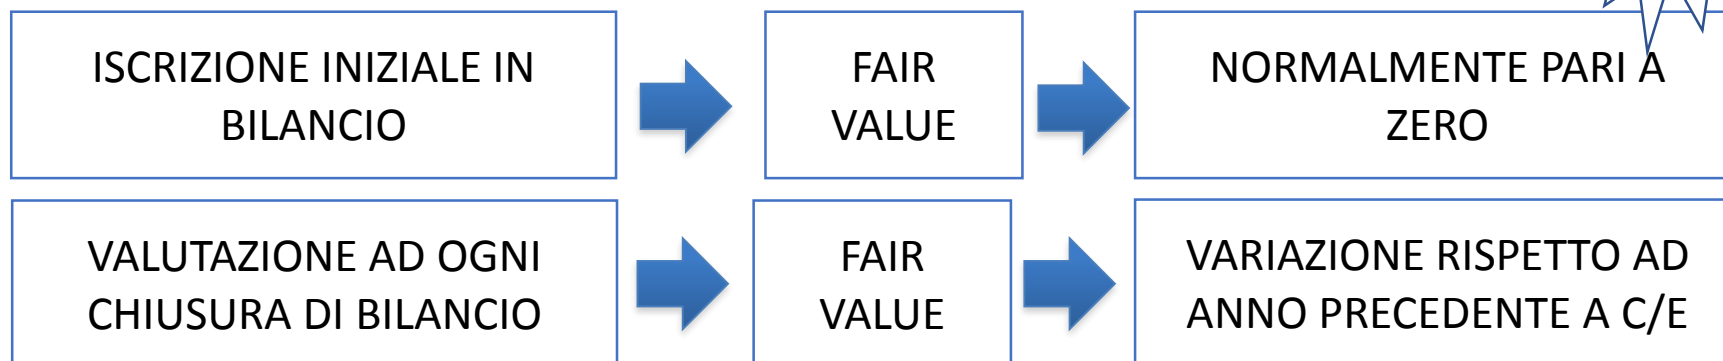 ISCRIZIONE INIZIALE IN
BILANCIO
FAIR
VALUE
NORMALMENTE PARI A
ZERO
VALUTAZIONE AD OGNI
CHIUSURA DI BILANCIO
FAIR
VALUE
VARIAZIONE RISPETTO AD
ANNO PRECEDENTE A C/E